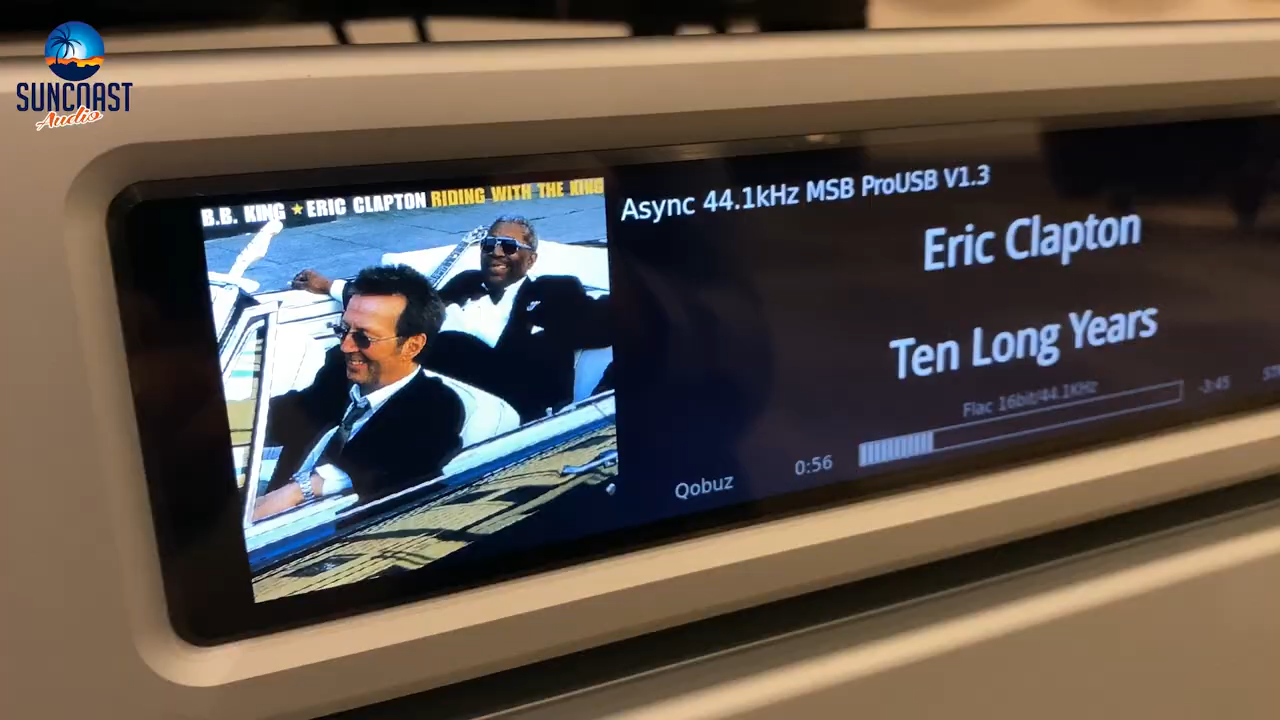 SUNCOAST
Audio
B.B. KING ★ ERIC CLAPTON RIDING WITH THE KING
Async 44.1kHz MSB ProUSB V1.3
Eric Clapton
Ten Long Years
Flac 16bit/44.1KHz
0:56
-3:45
Qobuz